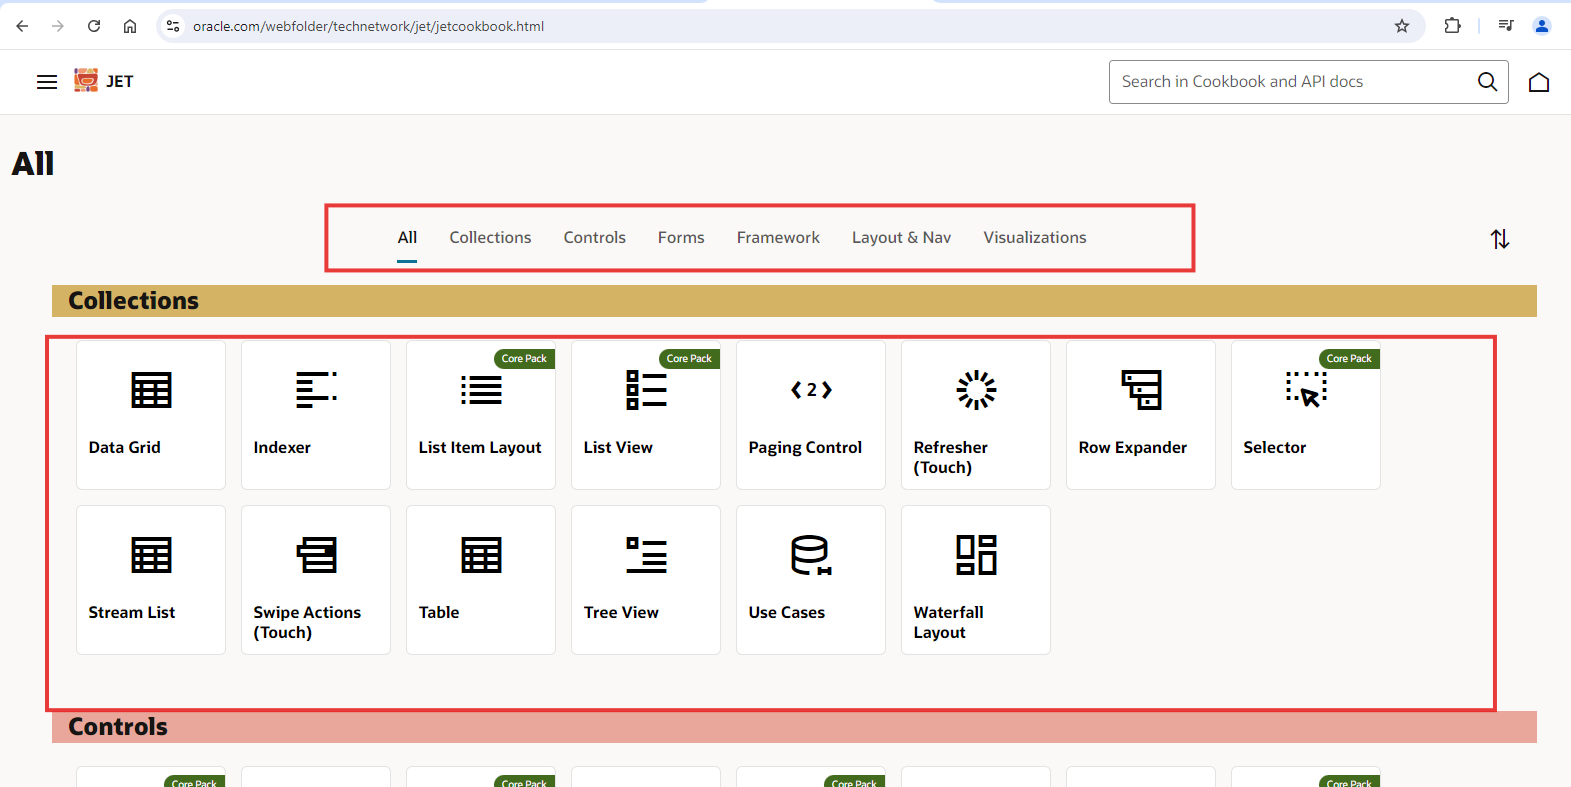 oracle.com/webfolder/technetwork/jet/jetcookbook.html
JET
Search in Cookbook and API docs
All
All Collections Controls Forms Framework Layout & Nav Visualizations
Collections
Core Pack Core Pack Core Pack
2
Data Grid Indexer List Item Layout List View Paging Control Refresher Row Expander Selector
(Touch)
Stream List Swipe Actions Table Tree View Use Cases Waterfall
(Touch) Layout
Controls
Core Pack Core Pack Core Pack Core Pack